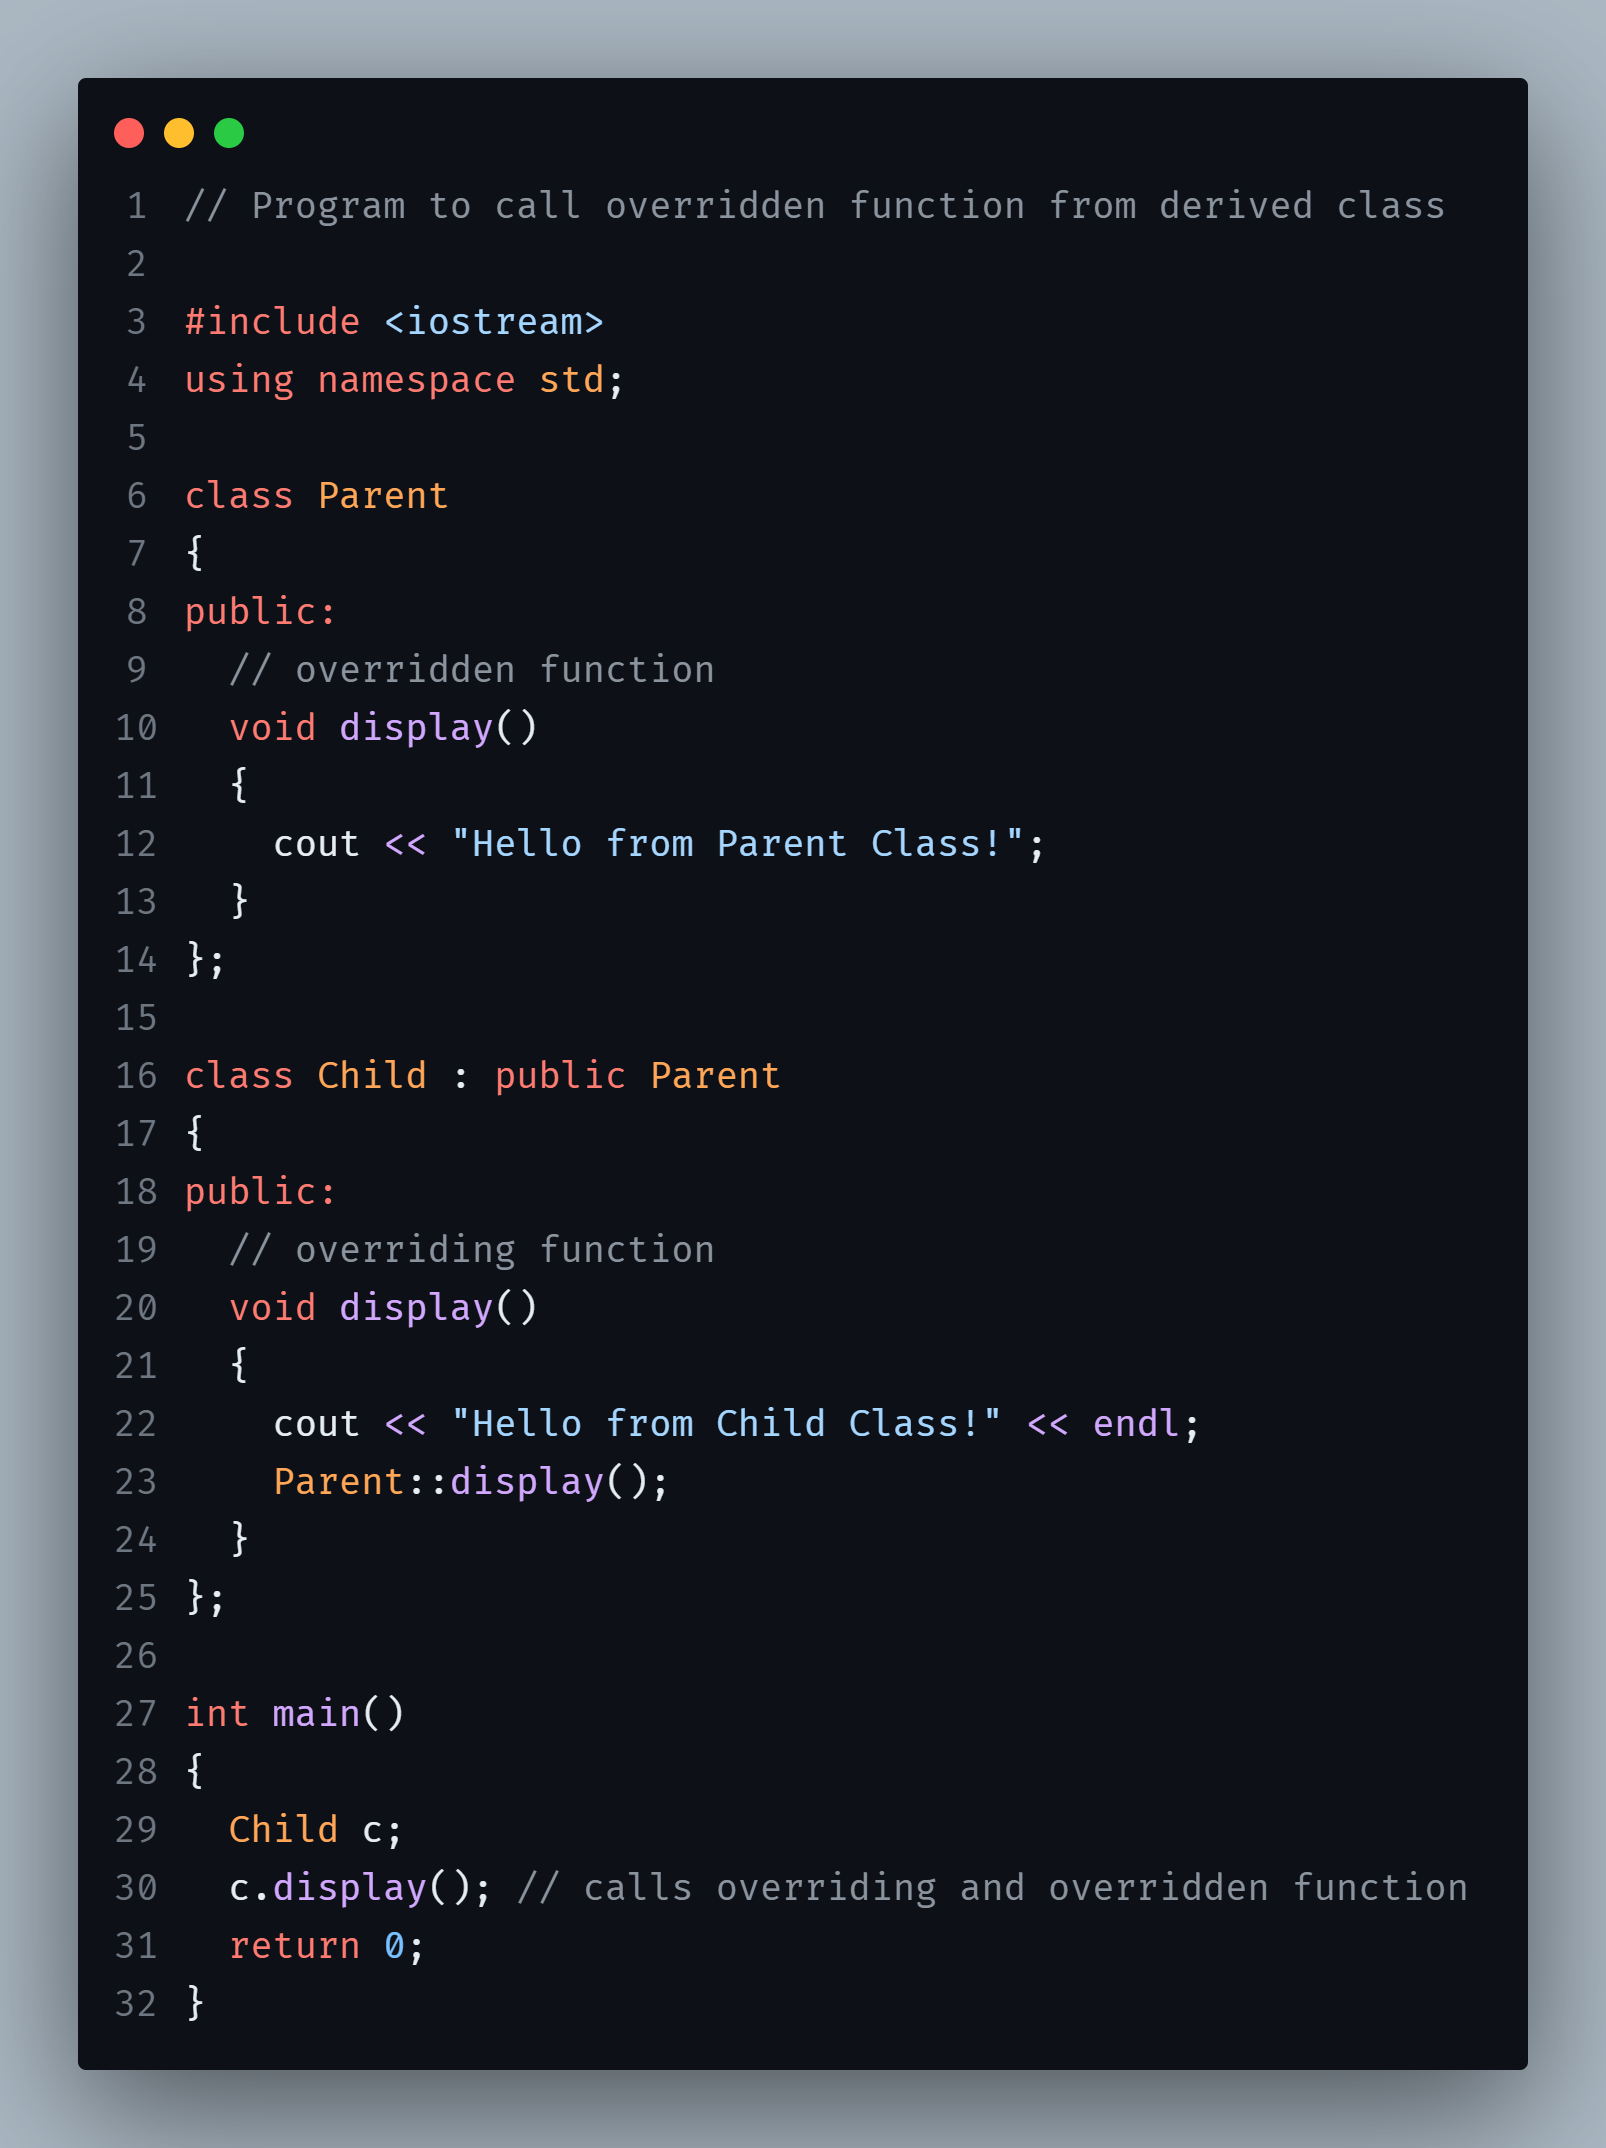 1 // Program to call overridden function from derived class
2
3 #include <iostream>
4 using namespace std;
5
6 class Parent
7 {
8 public:
9   // overridden function
10   void display()
11   {
12     cout << "Hello from Parent Class!";
13   }
14 };
15
16 class Child : public Parent
17 {
18 public:
19   // overriding function
20   void display()
21   {
22     cout << "Hello from Child Class!" << endl;
23     Parent::display();
24   }
25 };
26
27 int main()
28 {
29   Child c;
30   c.display(); // calls overriding and overridden function
31   return 0;
32 }